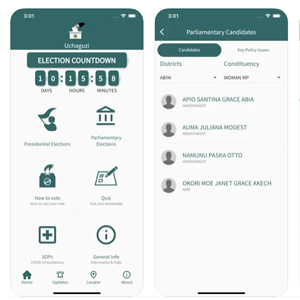 3:01
Uchaguzi
ELECTION COUNTDOWN
1 0 : 1 5 : 5 8
DAYS HOURS MINUTES
Presidential Elections
Parliamentary
Elections
How to vote
How to use your vote
Quiz
Test your knowledge
SOPs
COVID-19 Guidelines
General Info
Information & FAQs
Home Updates Locator About
3:01
Parliamentary Candidates
Candidates Key Policy Issues
Districts Constituency
ABIM WOMAN MP
APIO SANTINA GRACE ABIA
INDEPENDENT
AUMA JULIANA MODEST
INDEPENDENT
NAMUNU PASKA OTTO
INDEPENDENT
OKORI MOE JANET GRACE AKECH
NRM